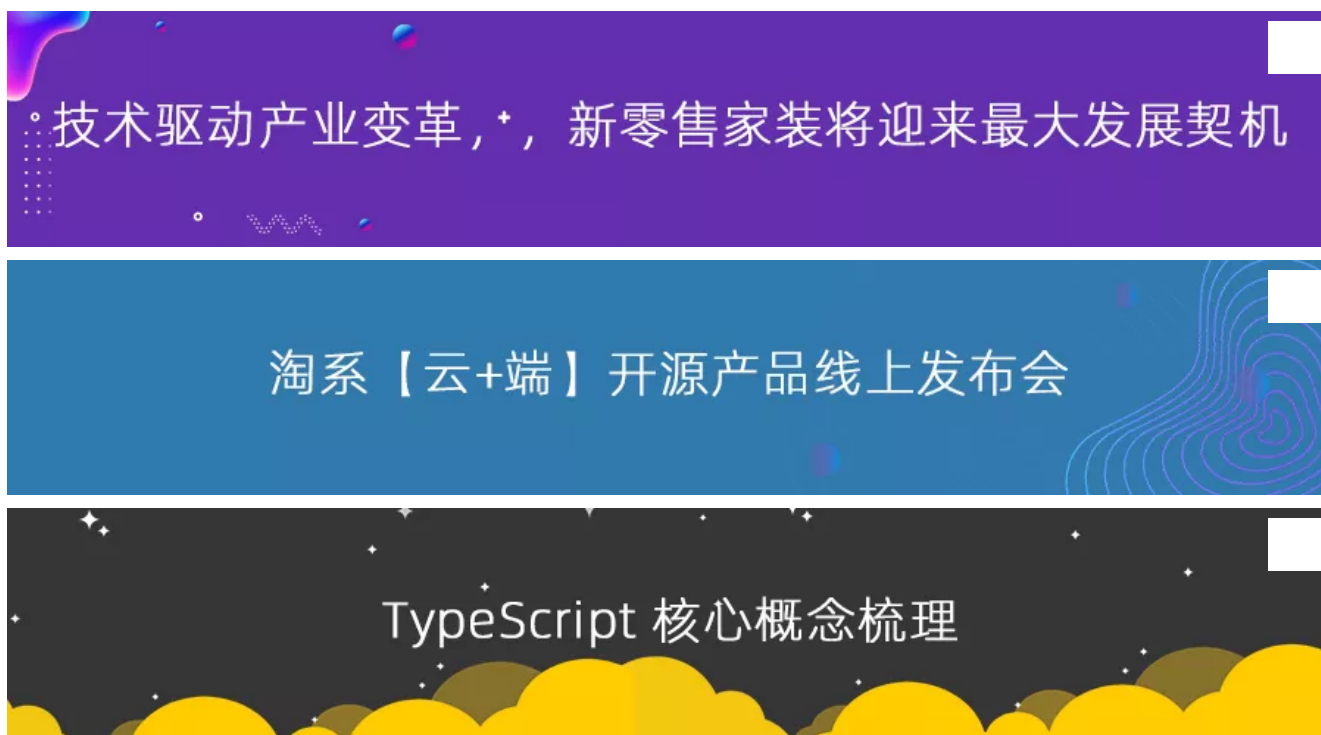 技术驱动产业变革，，新零售家装将迎来最大发展契机
淘系【云+端】开源产品线上发布会
TypeScript 核心概念梳理